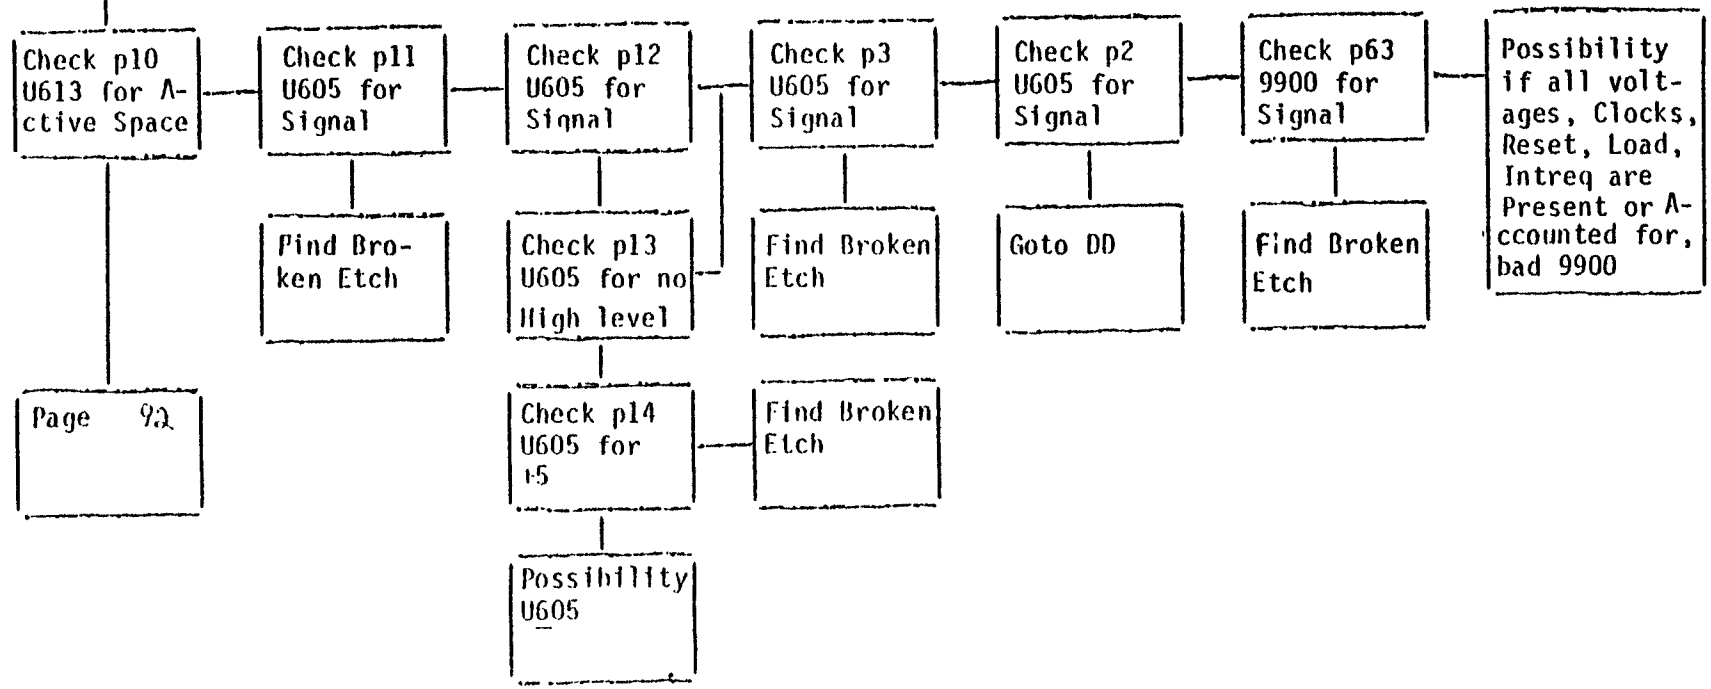 Check p10
U613 for A-
ctive Space
Check p11
U605 for
Signal
Check p12
U605 for
Signal
Check p3
U605 for
Signal
Check p2
U605 for
Signal
Check p63
9900 for
Signal
Possibility
if all volt-
ages, Clocks,
Reset, Load,
Intreq are
Present or A-
ccounted for,
bad 9900
Find Bro-
ken Etch
Check p13
U605 for no
High level
Find Broken
Etch
Goto DD
Find Broken
Etch
Page 92
Check p14
U605 for
+5
Find Broken
Etch
Possibility
U605